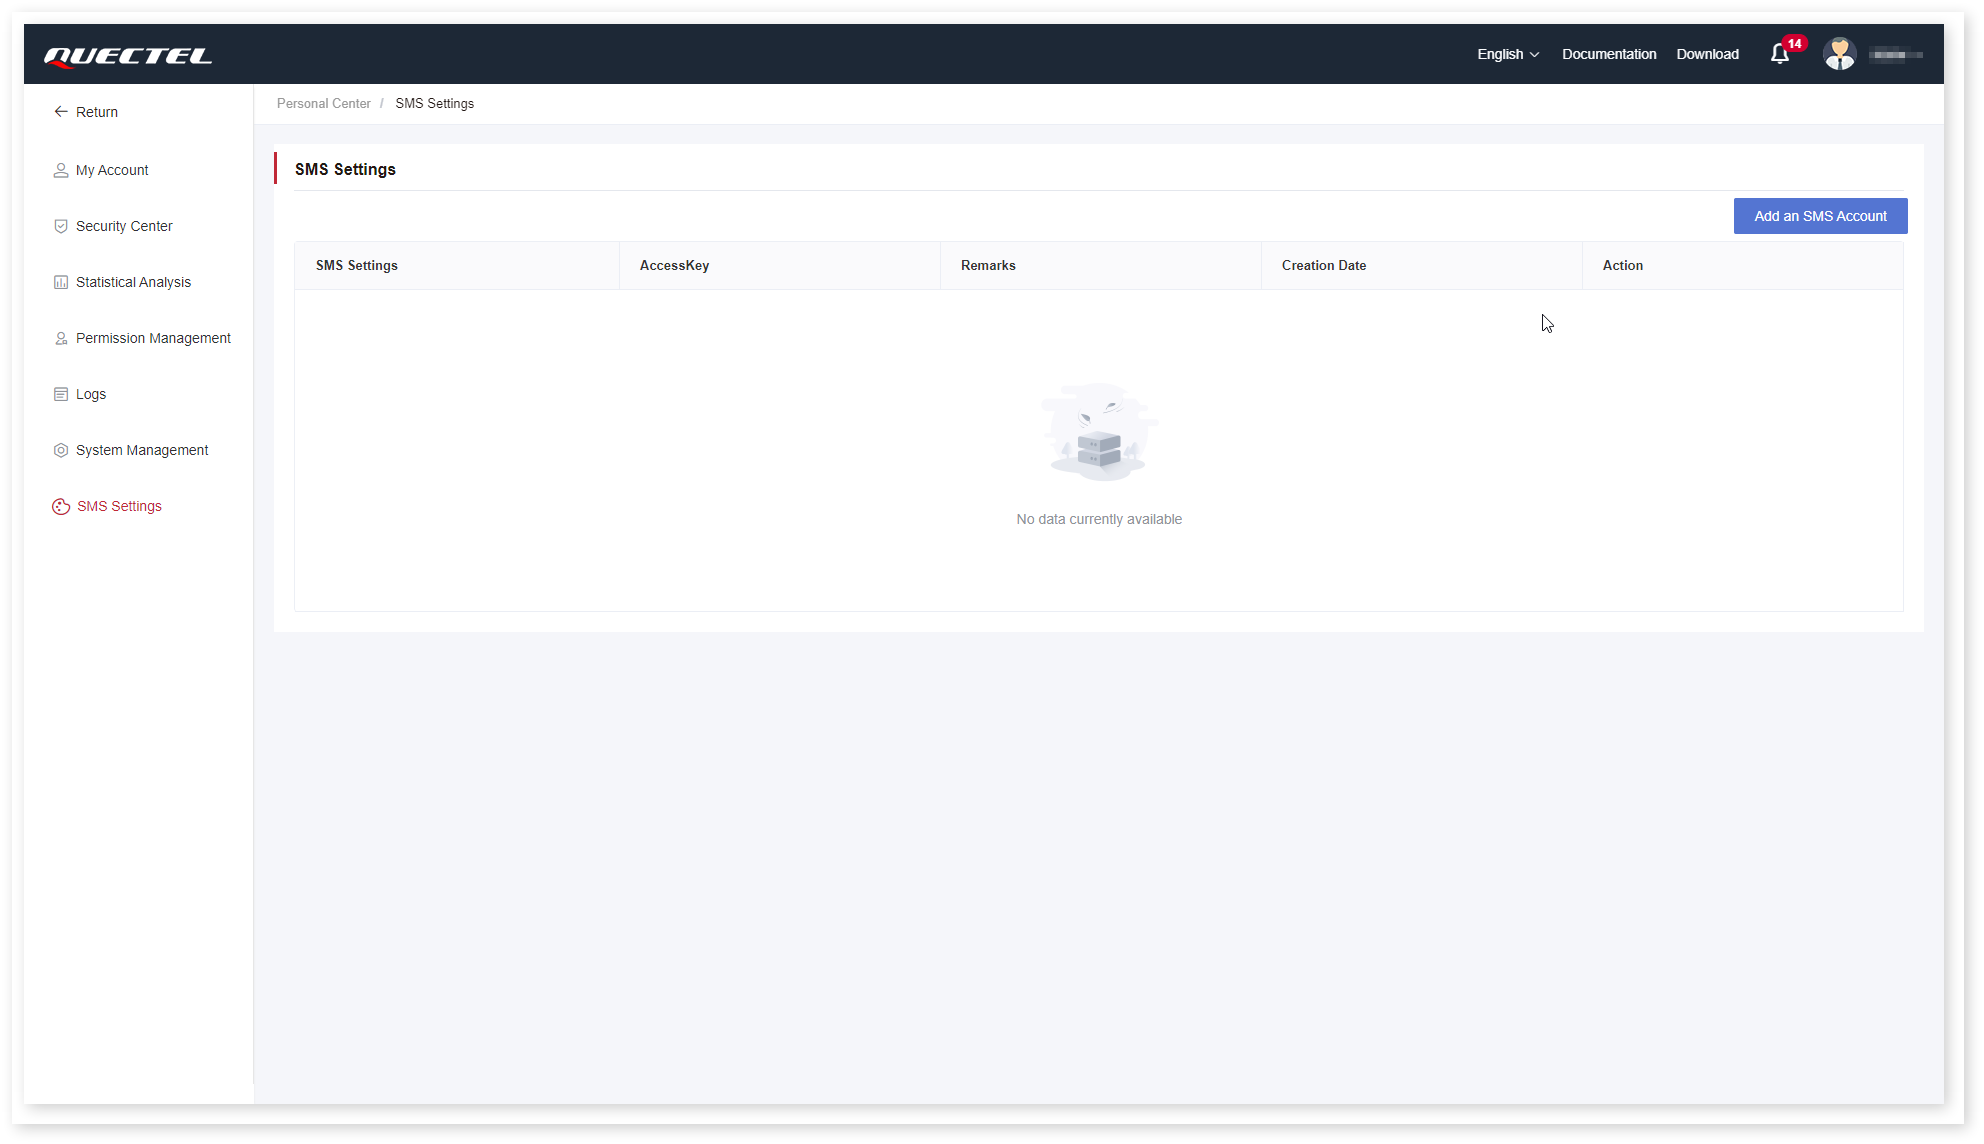 QUECTEL
English
Documentation
Download
14
Return
My Account
Security Center
Statistical Analysis
Permission Management
Logs
System Management
SMS Settings
Personal Center / SMS Settings
SMS Settings
Add an SMS Account
SMS Settings
AccessKey
Remarks
Creation Date
Action
No data currently available